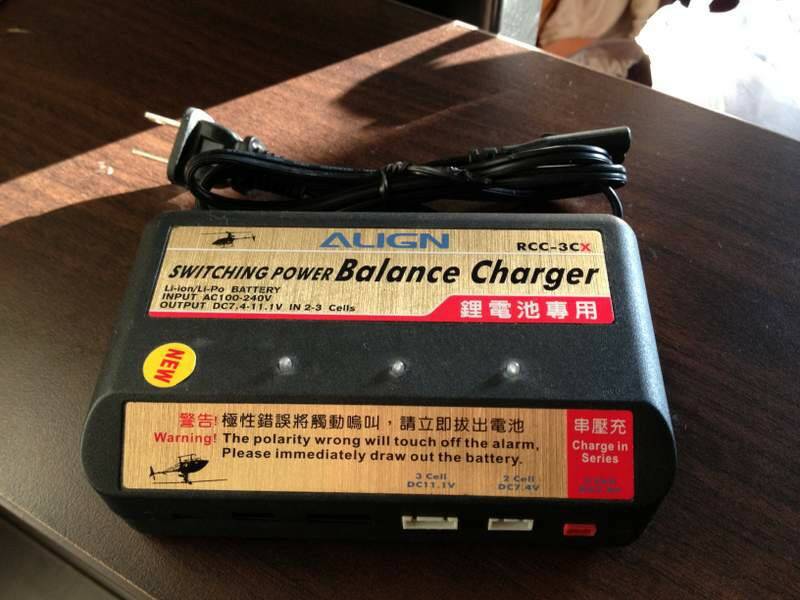 ALIGN
RCC-3CX
SWITCHING POWER Balance Charger
Li-ion/Li-Po BATTERY
INPUT AC100-240V
OUTPUT DC7.4-11.1V IN 2-3 Cells
鋰電池專用
NEW
警告! 極性錯誤將觸動鳴叫，請立即拔出電池
Warning! The polarity wrong will touch off the alarm,
Please immediately draw out the battery.
串壓充
Charge in
Series
3 Cell
DC11.1V
2 Cell
DC7.4V